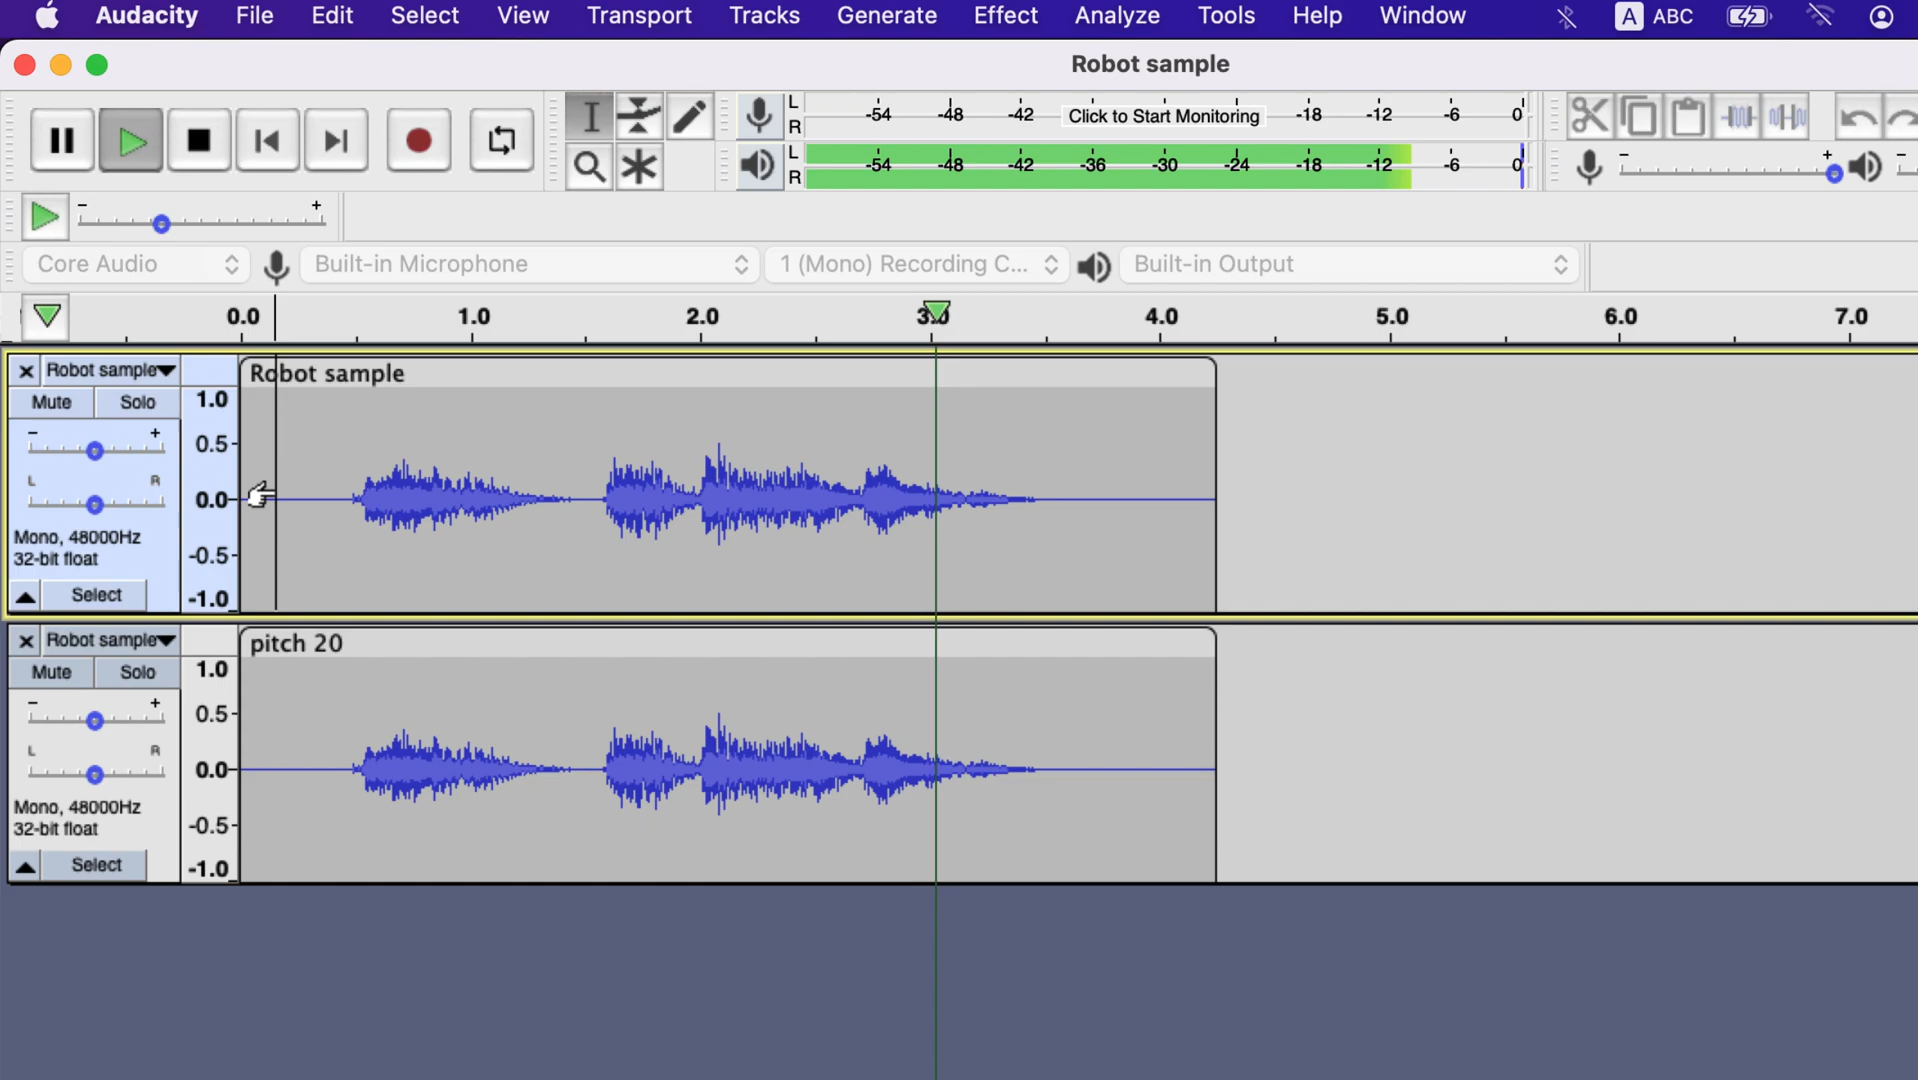 Audacity File Edit Select View Transport Tracks Generate Effect Analyze Tools Help Window A ABC
Robot sample
L R -54 -48 -42 Click to Start Monitoring -18 -12 -6 0
L R -54 -48 -42 -36 -30 -24 -18 -12 -6 0
- +
- +
Core Audio Built-in Microphone 1 (Mono) Recording C... Built-in Output
0.0 1.0 2.0 3.0 4.0 5.0 6.0 7.0
Robot sample
Mute Solo
- +
L R
Mono, 48000Hz
32-bit float
Select
1.0
0.5
0.0
-0.5
-1.0
Robot sample
Robot sample
Mute Solo
- +
L R
Mono, 48000Hz
32-bit float
Select
1.0
0.5
0.0
-0.5
-1.0
pitch 20